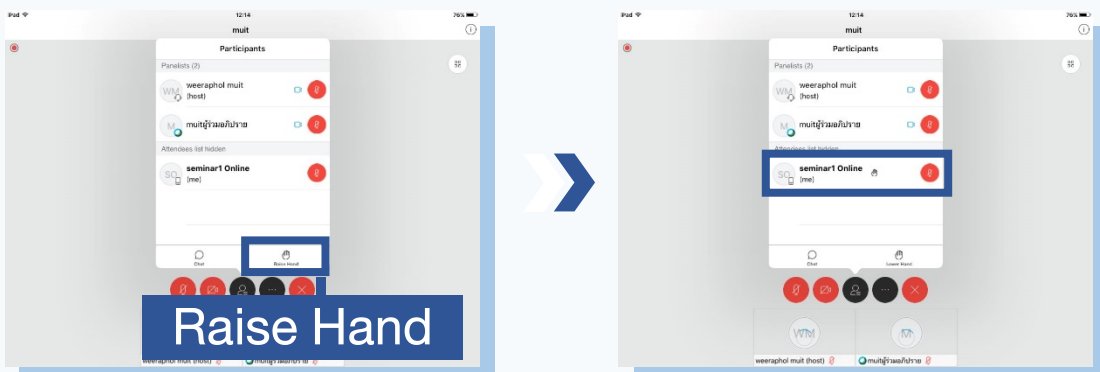 iPad
12:14
76%
muit
Participants
Panelists (2)
WM
weeraphol muit
(host)
M
muitผู้ร่วมอภิปราย
Attendees list hidden
SO
seminar1 Online
(me)
Chat
Raise Hand
Raise Hand
weeraphol muit (host)
muitผู้ร่วมอภิปราย
iPad
12:14
76%
muit
Participants
Panelists (2)
WM
weeraphol muit
(host)
M
muitผู้ร่วมอภิปราย
Attendees list hidden
SO
seminar1 Online
(me)
Chat
Lower Hand
WM
M
weeraphol muit (host)
muitผู้ร่วมอภิปราย